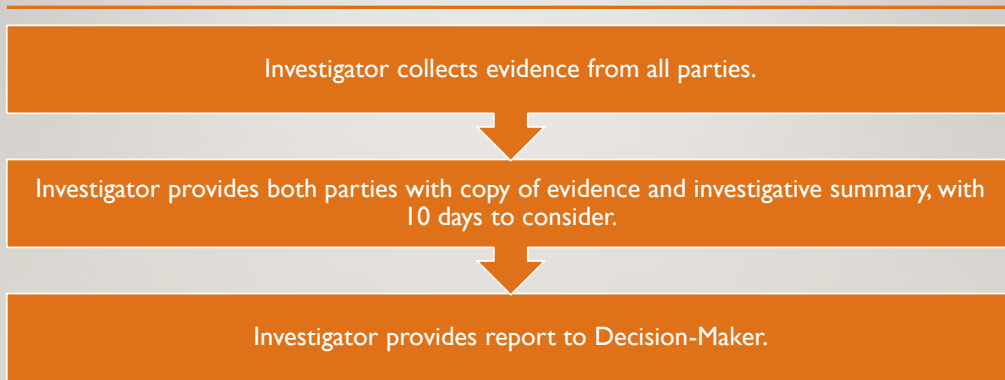 Investigator collects evidence from all parties.
Investigator provides both parties with copy of evidence and investigative summary, with
10 days to consider.
Investigator provides report to Decision-Maker.